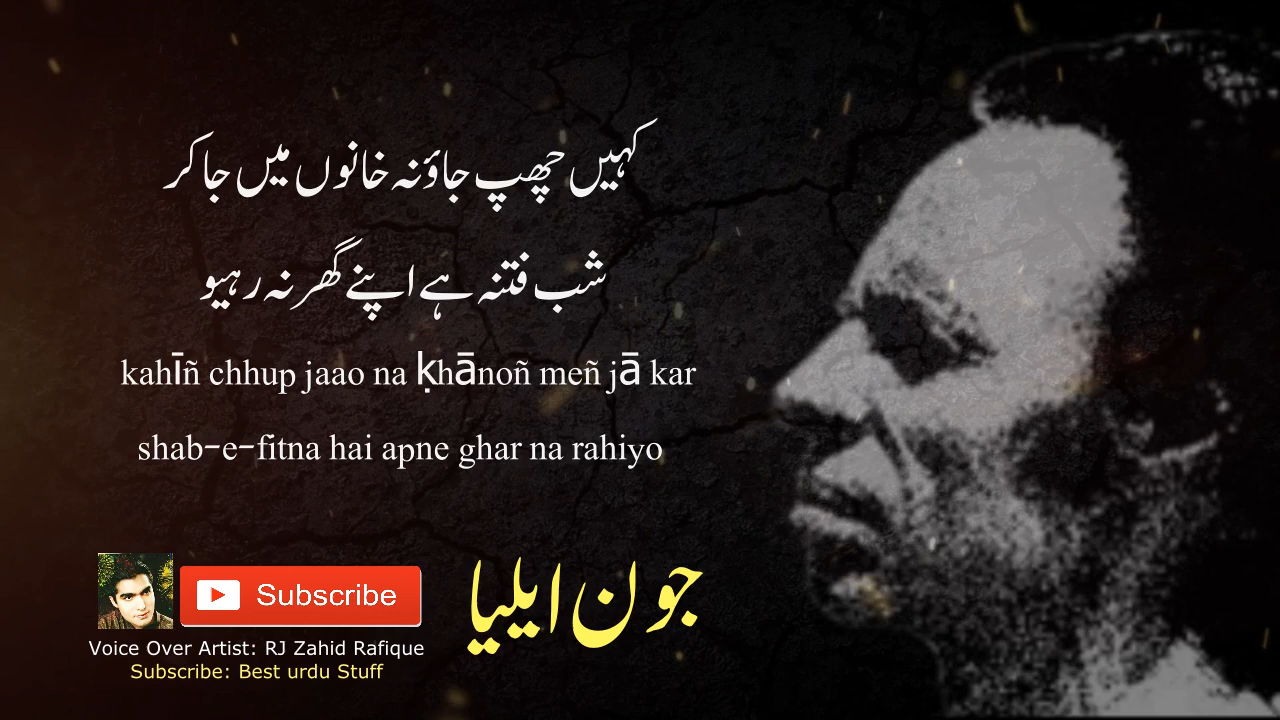 کہیں چھپ جاؤ نہ خانوں میں جا کر
شب فتنہ ہے اپنے گھر نہ رہیو
kahīñ chhup jaao na ḳhānoñ meñ jā kar
shab-e-fitna hai apne ghar na rahiyo
جون ایلیا
Subscribe
Voice Over Artist: RJ Zahid Rafique
Subscribe: Best urdu Stuff